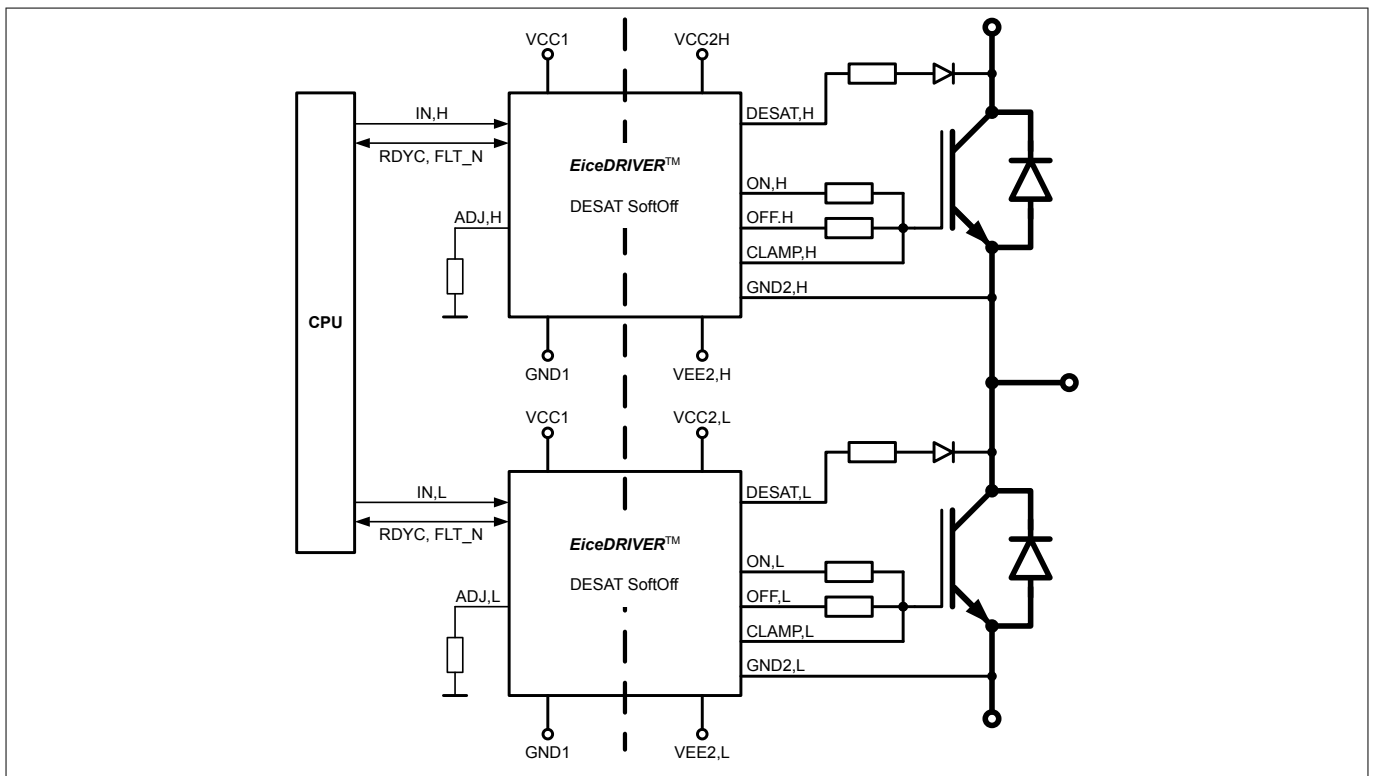 VCC1
VCC2H
IN,H
RDYC, FLT_N
ADJ,H
EiceDRIVER™
DESAT SoftOff
DESAT,H
ON,H
OFF.H
CLAMP,H
GND2,H
CPU
GND1
VEE2,H
VCC1
VCC2,L
IN,L
RDYC, FLT_N
ADJ,L
EiceDRIVER™
DESAT SoftOff
DESAT,L
ON,L
OFF,L
CLAMP,L
GND2,L
GND1
VEE2,L